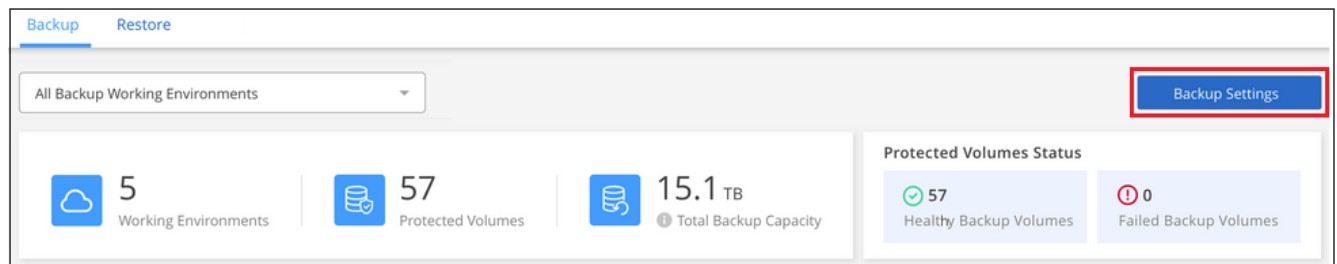 Backup Restore
All Backup Working Environments
Backup Settings
5
Working Environments
57
Protected Volumes
15.1 TB
Total Backup Capacity
Protected Volumes Status
57
Healthy Backup Volumes
0
Failed Backup Volumes